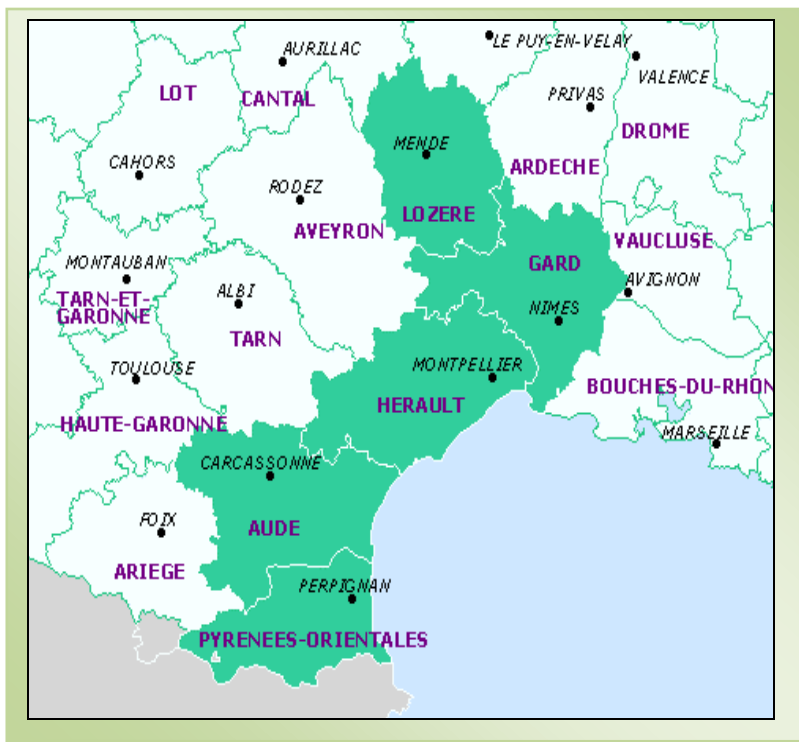 LE PUY-EN-VELAY
AURILLAC
VALENCE
LOT
CANTAL
PRIVAS
DROME
MENDE
CAHORS
ARDECHE
RODEZ
LOZERE
AVEYRON
VAUCLUSE
MONTAUBAN
GARD
AVIGNON
ALBI
TARN-ET-
GARONNE
NIMES
TARN
TOULOUSE
MONTPELLIER
BOUCHES-DU-RHON
HERAULT
HAUTE-GARONNE
MARSEILLE
CARCASSONNE
FOIX
AUDE
ARIEGE
PERPIGNAN
PYRENEES-ORIENTALES